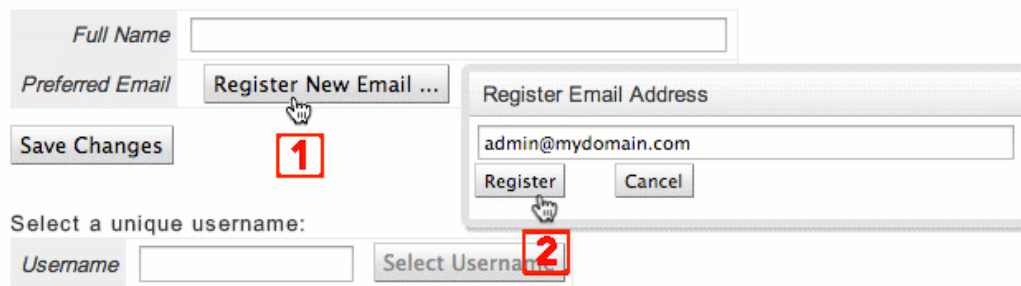 Full Name
Preferred Email Register New Email ...
Register Email Address
admin@mydomain.com
Register Cancel
Save Changes
1
2
Select a unique username:
Username Select Username